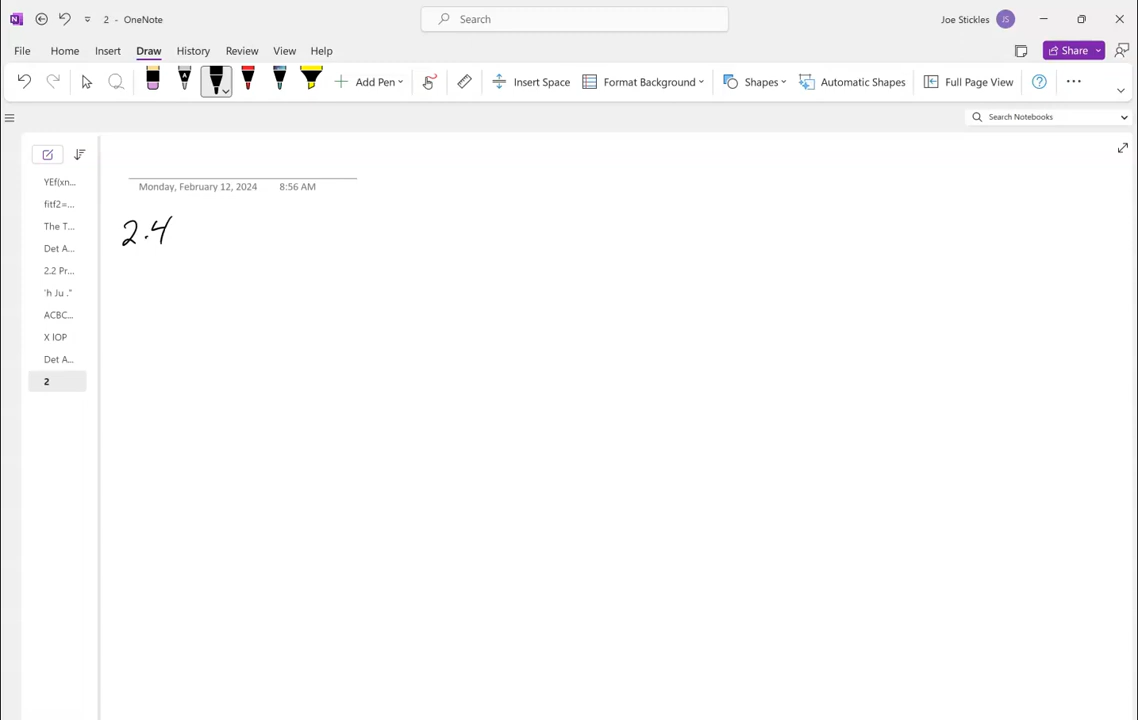 2 - OneNote
Search
Joe Stickles JS
File Home Insert Draw History Review View Help Share
A Add Pen Insert Space Format Background Shapes Automatic Shapes ? Full Page View
Search Notebooks
YEf(xn...
fitf2=...
The T...
Det A...
2.2 Pr...
'h Ju ."
ACBC...
X IOP
Det A...
2
Monday, February 12, 2024 8:56 AM
2.4